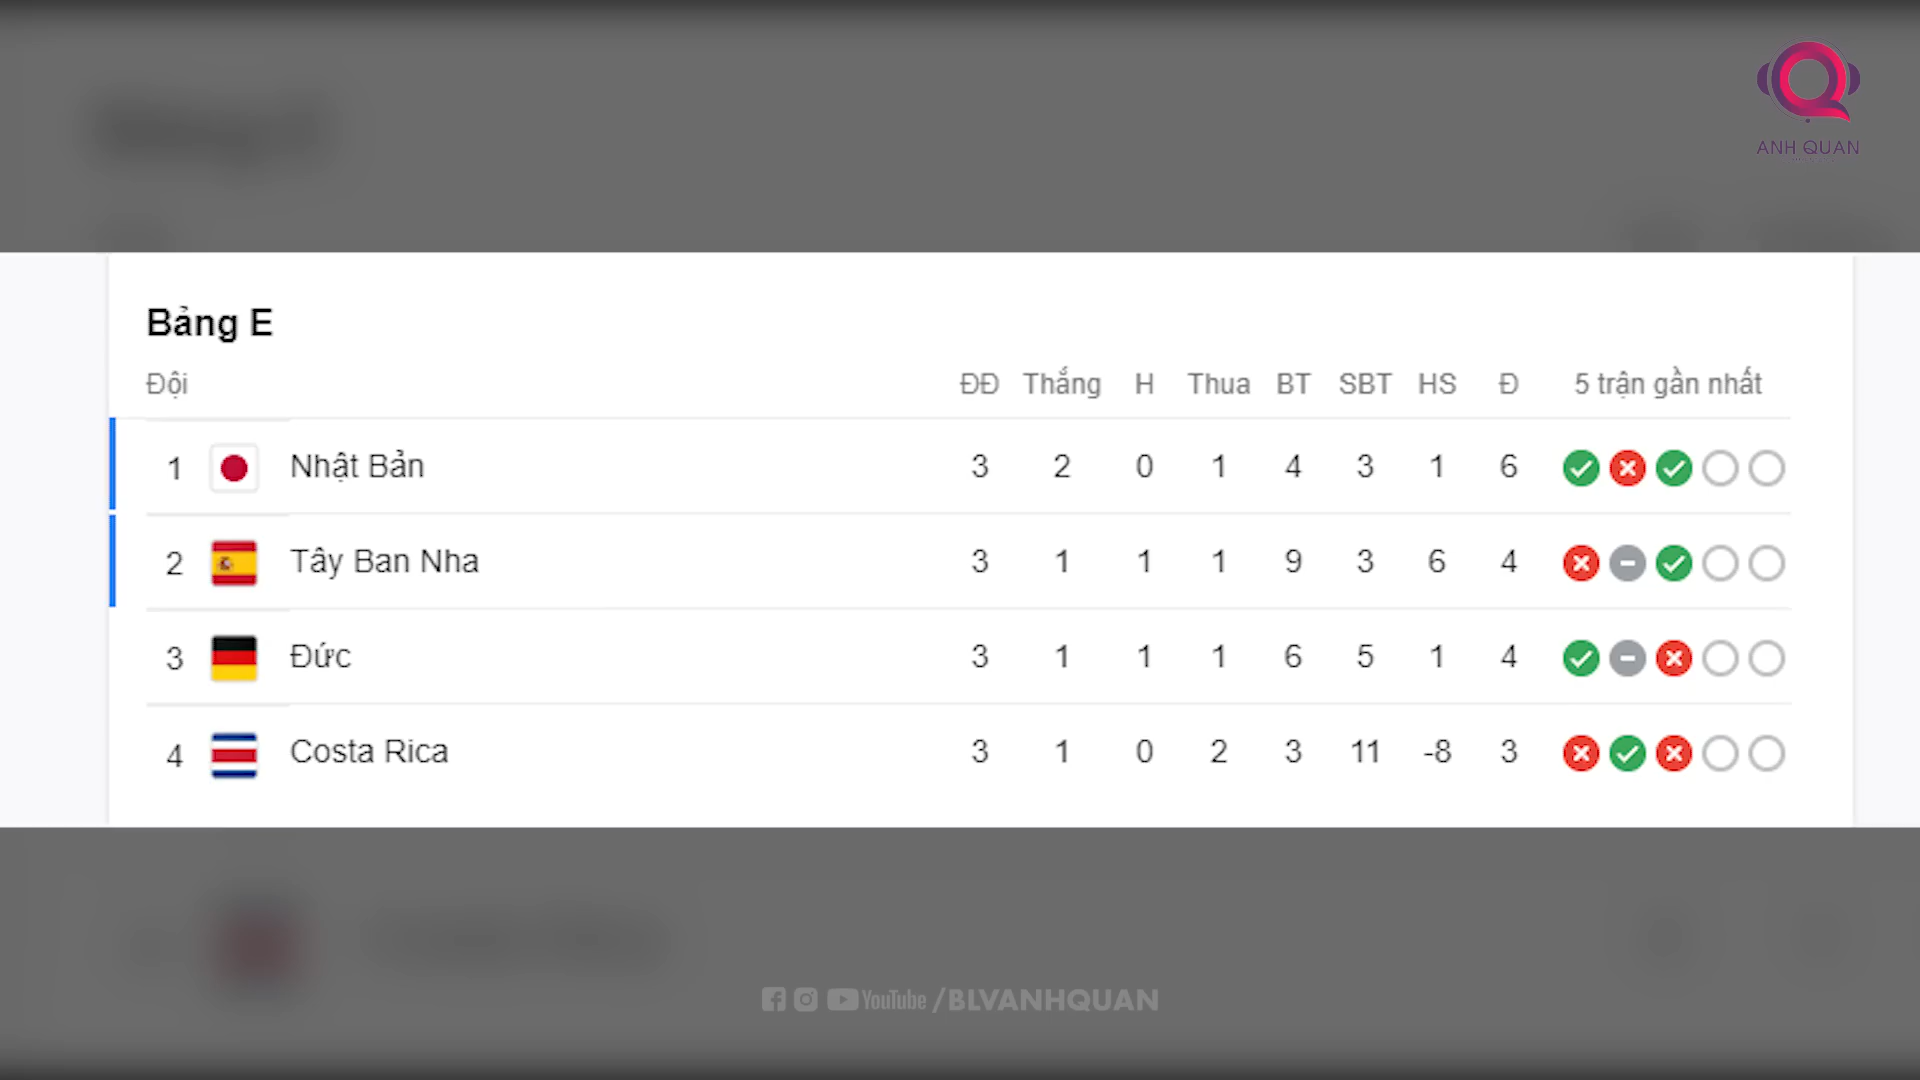 ANH QUAN
Bảng E
Đội ĐĐ Thắng H Thua BT SBT HS Đ 5 trận gần nhất
1 Nhật Bản 3 2 0 1 4 3 1 6
2 Tây Ban Nha 3 1 1 1 9 3 6 4
3 Đức 3 1 1 1 6 5 1 4
4 Costa Rica 3 1 0 2 3 11 -8 3
YouTube /BLVANHQUAN